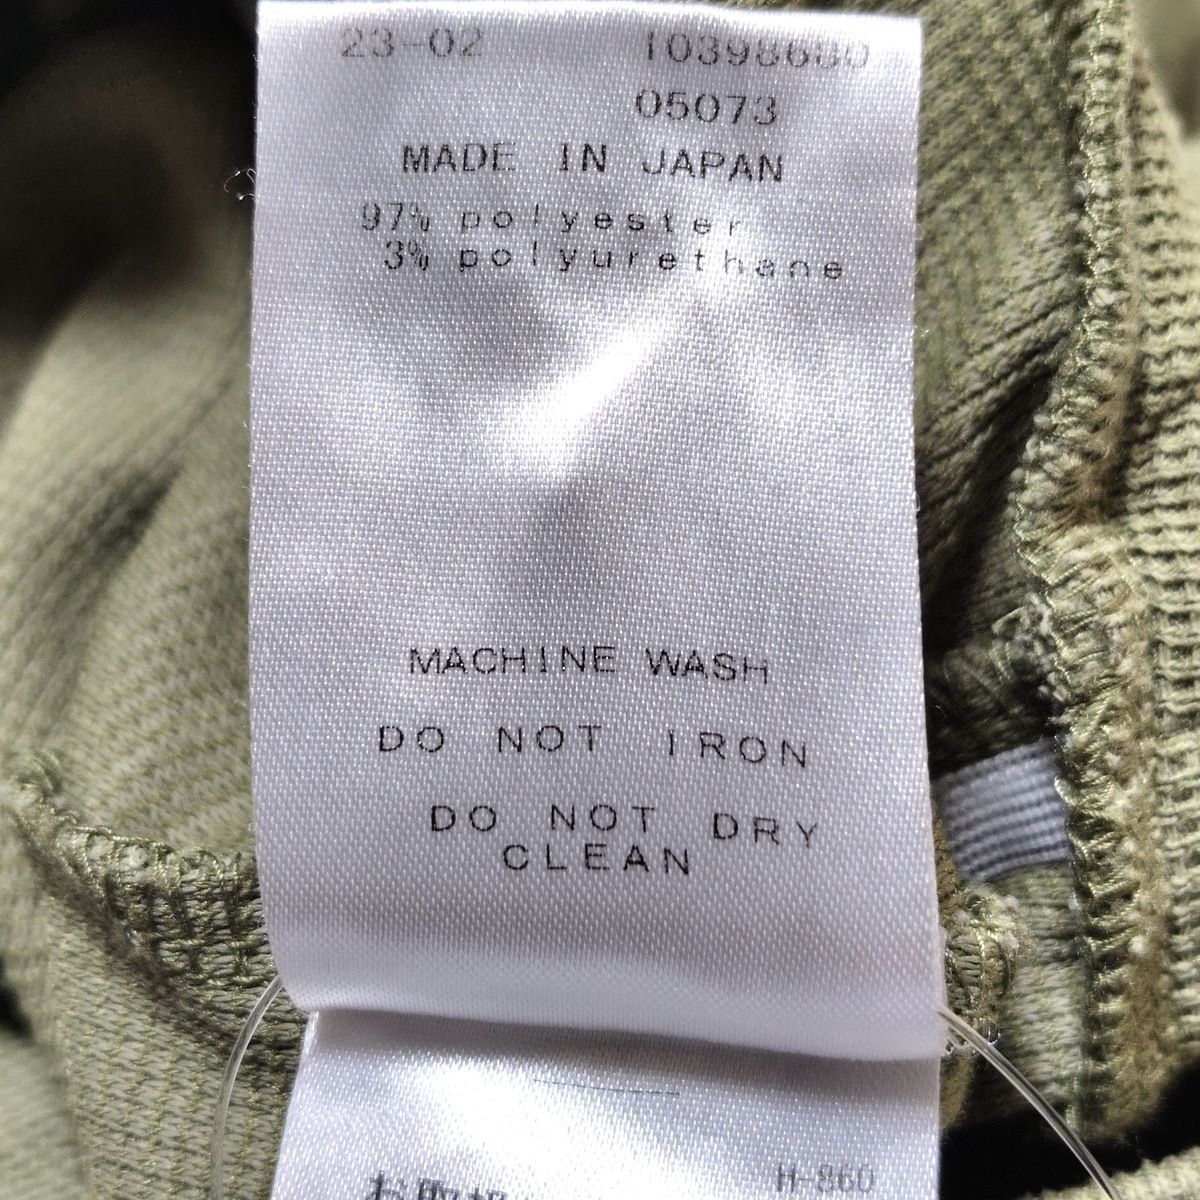 23-02 10398680
05073
MADE IN JAPAN
97% polyester
3% polyurethane
MACHINE WASH
DO NOT IRON
DO NOT DRY
CLEAN
H-860